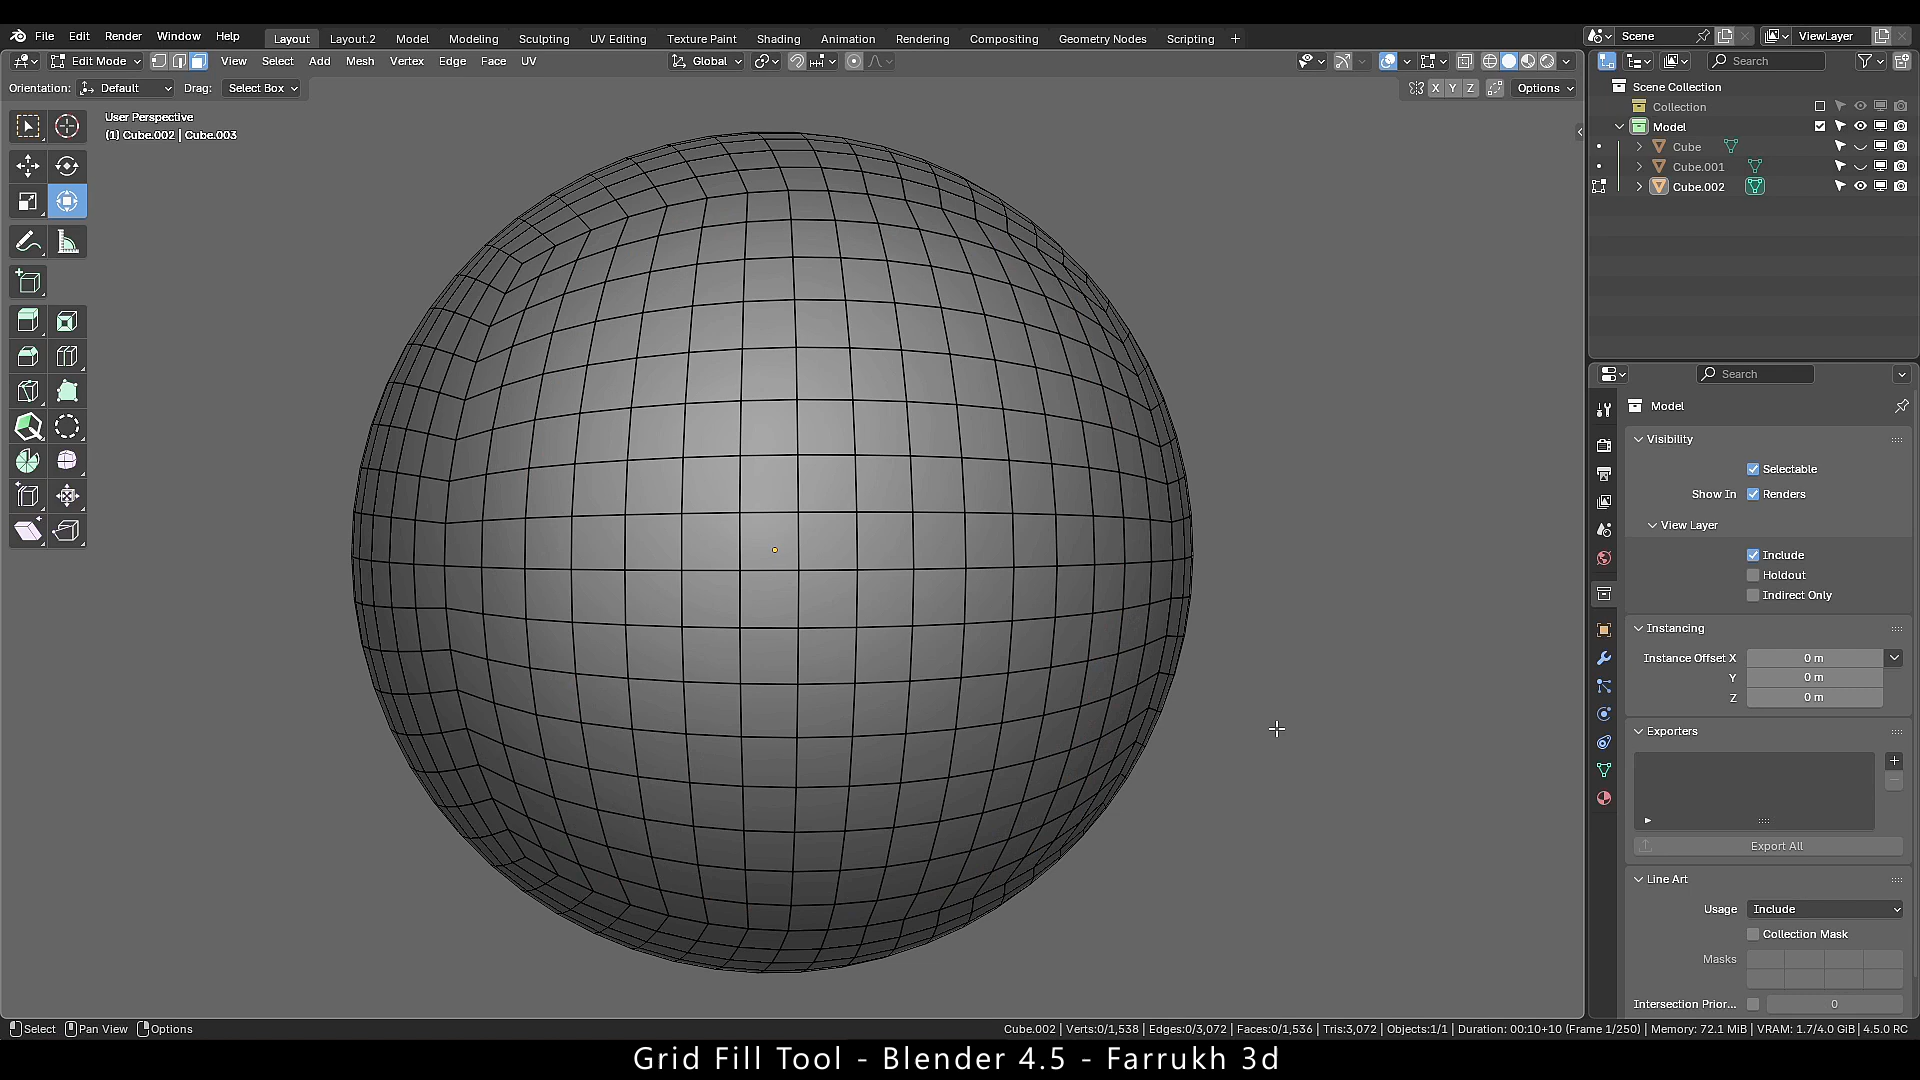 File Edit Render Window Help Layout Layout.2 Model Modeling Sculpting UV Editing Texture Paint Shading Animation Rendering Compositing Geometry Nodes Scripting + Scene ViewLayer
Edit Mode View Select Add Mesh Vertex Edge Face UV Global Search
Orientation: Default Drag: Select Box X Y Z Options
User Perspective
(1) Cube.002 | Cube.003
Scene Collection
Collection
Model
Cube
Cube.001
Cube.002
Search
Model
Visibility
Selectable
Show In Renders
View Layer
Include
Holdout
Indirect Only
Instancing
Instance Offset X 0 m
Y 0 m
Z 0 m
Exporters
Export All
Line Art
Usage Include
Collection Mask
Masks
Intersection Prior... 0
Select Pan View Options Cube.002 | Verts:0/1,538 | Edges:0/3,072 | Faces:0/1,536 | Tris:3,072 | Objects:1/1 | Duration: 00:10+10 (Frame 1/250) | Memory: 72.1 MiB | VRAM: 1.7/4.0 GiB | 4.5.0 RC
Grid Fill Tool - Blender 4.5 - Farrukh 3d